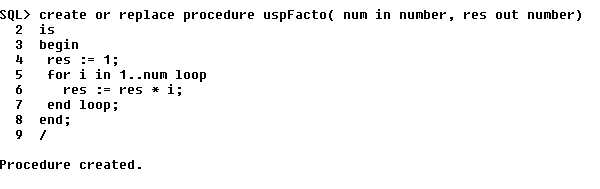 SQL> create or replace procedure uspFacto( num in number, res out number)
2 is
3 begin
4 res := 1;
5 for i in 1..num loop
6 res := res * i;
7 end loop;
8 end;
9 /
Procedure created.